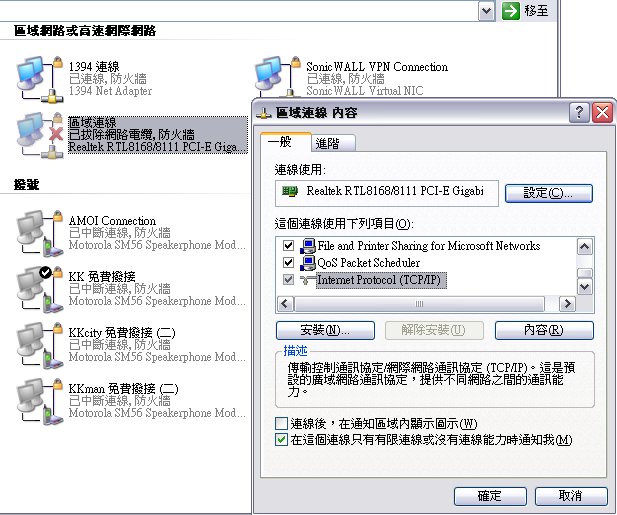 移至
區域網路或高速網際網路
1394 連線
已連線, 防火牆
1394 Net Adapter
SonicWALL VPN Connection
已連線, 防火牆
SonicWALL Virtual NIC
區域連線
已拔除網路電纜, 防火牆
Realtek RTL8168/8111 PCI-E Giga...
撥號
AMOI Connection
已中斷連線, 防火牆
Motorola SM56 Speakerphone Mod...
KK 免費撥接
已中斷連線, 防火牆
Motorola SM56 Speakerphone Mod...
KKcity 免費撥接 (二)
已中斷連線, 防火牆
Motorola SM56 Speakerphone Mod...
KKman 免費撥接 (二)
已中斷連線, 防火牆
Motorola SM56 Speakerphone Mod...
區域連線 內容
一般
進階
連線使用:
Realtek RTL8168/8111 PCI-E Gigabi
設定(C)...
這個連線使用下列項目(O):
File and Printer Sharing for Microsoft Networks
QoS Packet Scheduler
Internet Protocol (TCP/IP)
安裝(N)...
解除安裝(U)
內容(R)
描述
傳輸控制通訊協定/網際網路通訊協定 (TCP/IP)。這是預
設的廣域網路通訊協定，提供不同網路之間的通訊能
力。
連線後，在通知區域內顯示圖示(W)
在這個連線只有有限連線或沒有連線能力時通知我(M)
確定
取消